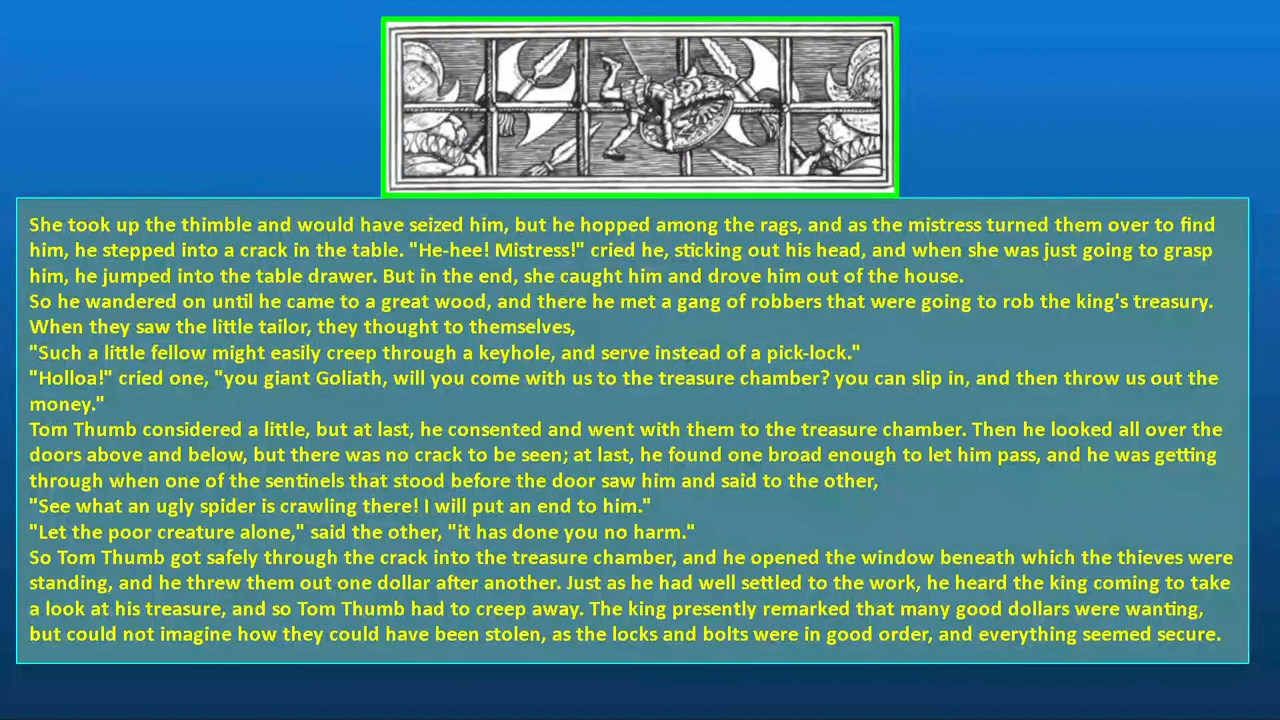 She took up the thimble and would have seized him, but he hopped among the rags, and as the mistress turned them over to find
him, he stepped into a crack in the table. "He-hee! Mistress!" cried he, sticking out his head, and when she was just going to grasp
him, he jumped into the table drawer. But in the end, she caught him and drove him out of the house.
So he wandered on until he came to a great wood, and there he met a gang of robbers that were going to rob the king's treasury.
When they saw the little tailor, they thought to themselves,
"Such a little fellow might easily creep through a keyhole, and serve instead of a pick-lock."
"Holloa!" cried one, "you giant Goliath, will you come with us to the treasure chamber? you can slip in, and then throw us out the
money."
Tom Thumb considered a little, but at last, he consented and went with them to the treasure chamber. Then he looked all over the
doors above and below, but there was no crack to be seen; at last, he found one broad enough to let him pass, and he was getting
through when one of the sentinels that stood before the door saw him and said to the other,
"See what an ugly spider is crawling there! I will put an end to him."
"Let the poor creature alone," said the other, "it has done you no harm."
So Tom Thumb got safely through the crack into the treasure chamber, and he opened the window beneath which the thieves were
standing, and he threw them out one dollar after another. Just as he had well settled to the work, he heard the king coming to take
a look at his treasure, and so Tom Thumb had to creep away. The king presently remarked that many good dollars were wanting,
but could not imagine how they could have been stolen, as the locks and bolts were in good order, and everything seemed secure.